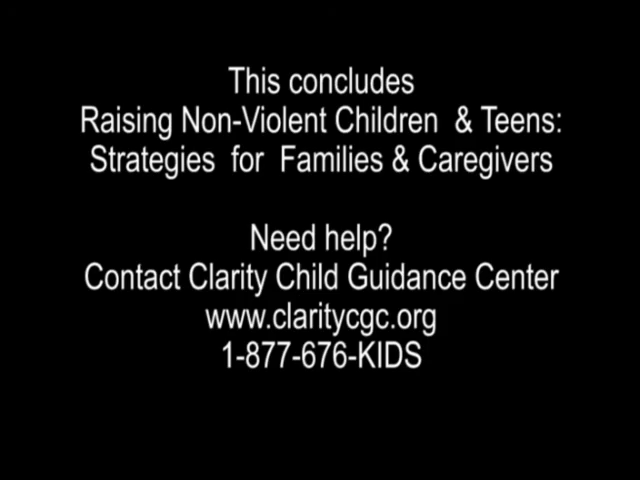 This concludes
Raising Non-Violent Children & Teens:
Strategies for Families & Caregivers
Need help?
Contact Clarity Child Guidance Center
www.claritycgc.org
1-877-676-KIDS